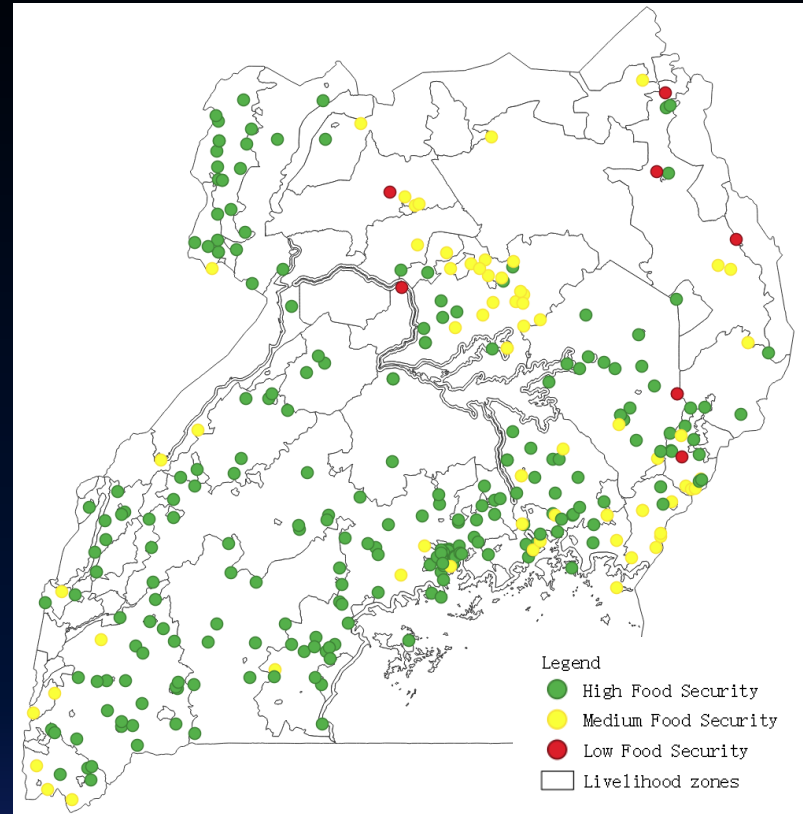 Legend
High Food Security
Medium Food Security
Low Food Security
Livelihood zones